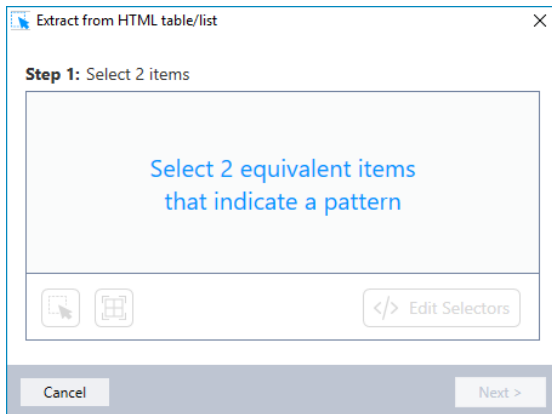 Extract from HTML table/list
Step 1: Select 2 items
Select 2 equivalent items
that indicate a pattern
</> Edit Selectors
Cancel
Next >